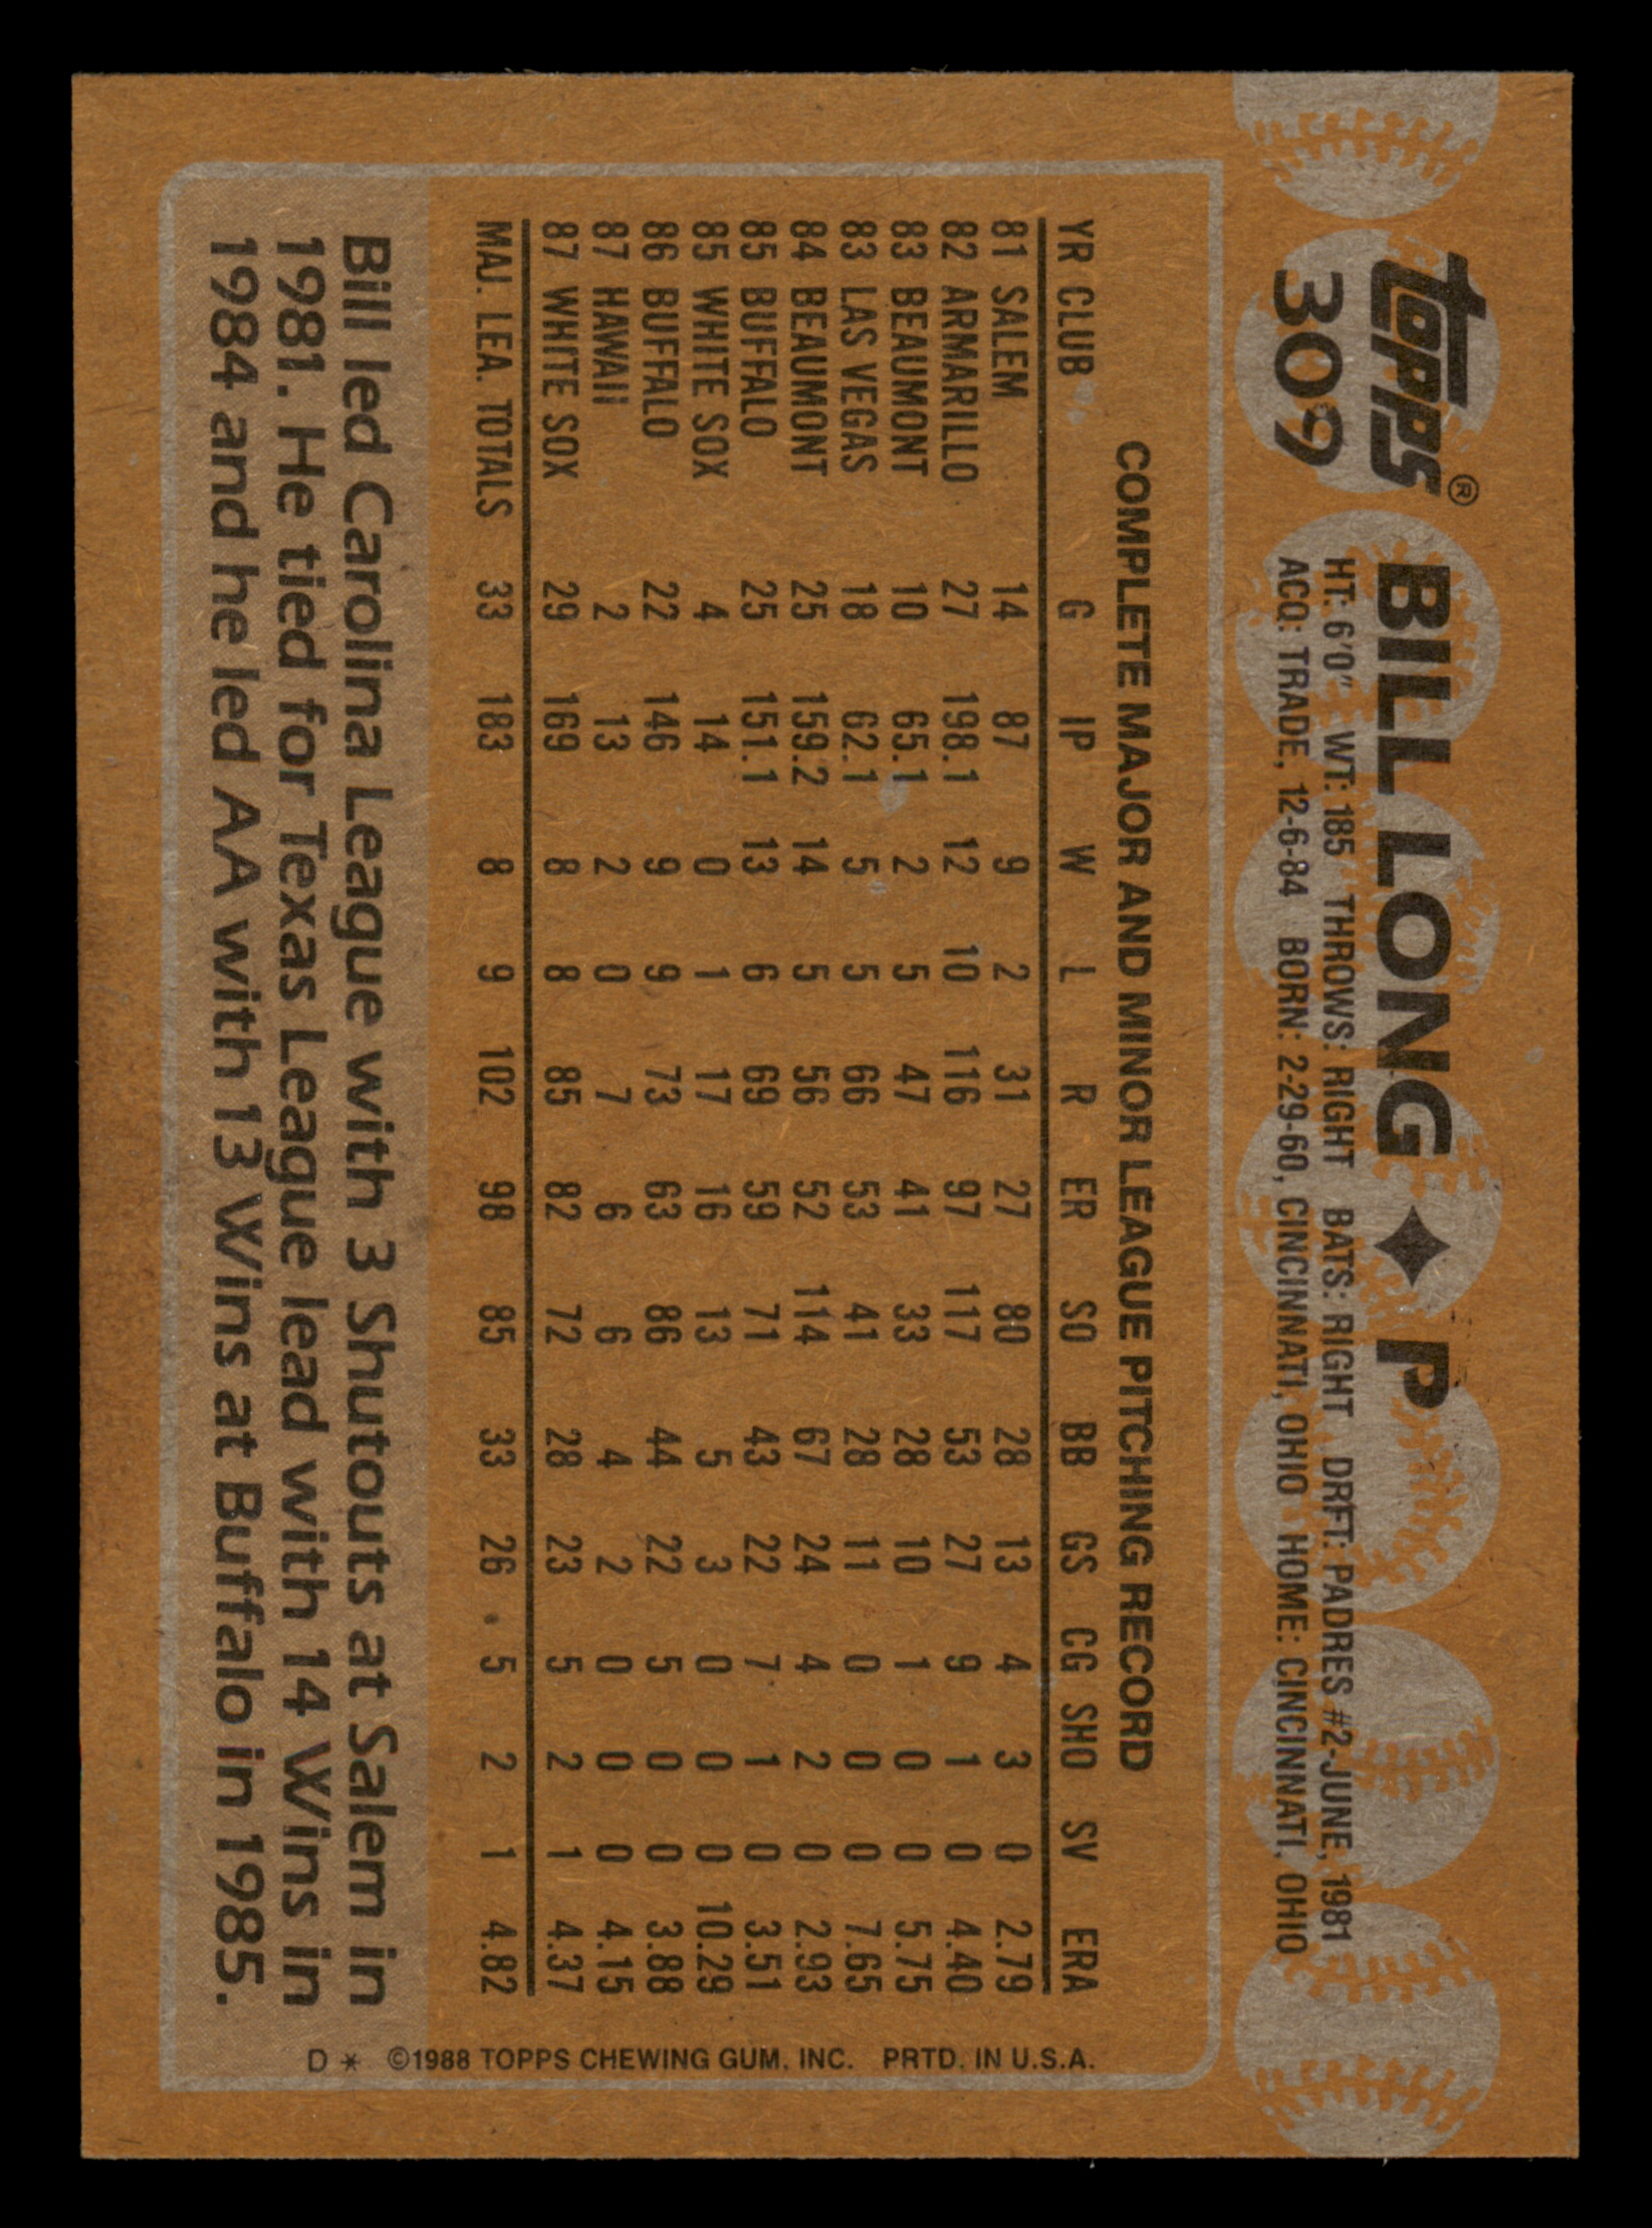 Topps®
309
BILL LONG ✦ P
HT: 6'0" WT: 185 THROWS: RIGHT BATS: RIGHT DRFT: PADRES #2-JUNE, 1981
ACQ: TRADE, 12-6-84 BORN: 2-29-60, CINCINNATI, OHIO HOME: CINCINNATI, OHIO
COMPLETE MAJOR AND MINOR LEAGUE PITCHING RECORD
YR CLUB G IP W L R ER SO BB GS CG SHO SV ERA
81 SALEM 14 87 9 2 31 27 80 28 13 4 3 0 2.79
82 ARMARILLO 27 198.1 12 10 116 97 117 53 27 9 1 0 4.40
83 BEAUMONT 10 65.1 2 5 47 41 33 28 10 1 0 0 5.75
83 LAS VEGAS 18 62.1 5 5 66 53 41 28 11 0 0 0 7.65
84 BEAUMONT 25 159.2 14 5 56 52 114 67 24 4 2 0 2.93
85 BUFFALO 25 151.1 13 6 69 59 71 43 22 7 1 0 3.51
85 WHITE SOX 4 14 0 1 17 16 13 5 3 0 0 0 10.29
86 BUFFALO 22 146 9 9 73 63 86 44 22 5 0 0 3.88
87 HAWAII 2 13 2 0 7 6 6 4 2 0 0 0 4.15
87 WHITE SOX 29 169 8 8 85 82 72 28 23 5 2 1 4.37
MAJ. LEA. TOTALS 33 183 8 9 102 98 85 33 26 5 2 1 4.82
Bill led Carolina League with 3 Shutouts at Salem in
1981. He tied for Texas League lead with 14 Wins in
1984 and he led AA with 13 Wins at Buffalo in 1985.
D * ©1988 TOPPS CHEWING GUM, INC. PRTD. IN U.S.A.